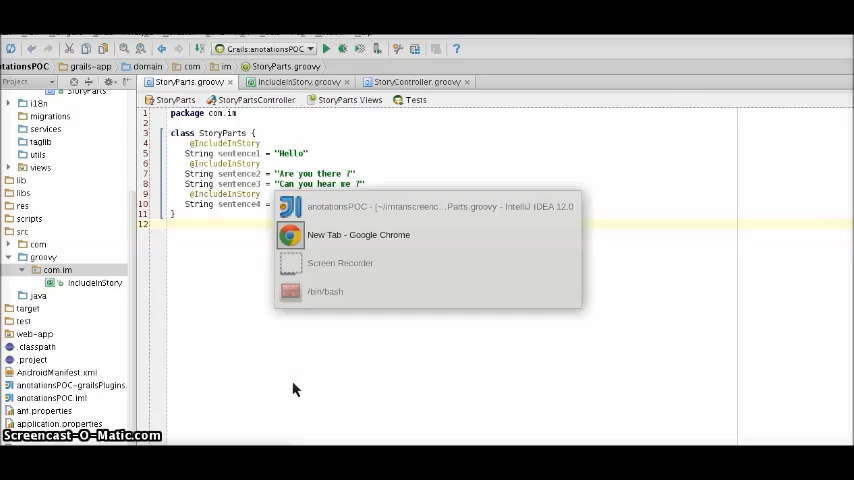 Grails:anotationsPOC
tationsPOC grails-app domain com im StoryParts.groovy
Project
StoryParts.groovy IncludeInStory.groovy StoryController.groovy
StoryParts StoryPartsController StoryParts Views Tests
StoryParts
i18n
migrations
services
taglib
utils
views
lib
libs
res
scripts
src
com
groovy
com.im
IncludeInStory
java
target
test
web-app
.classpath
.project
AndroidManifest.xml
anotationsPOC-grailsPlugins.
anotationsPOC.iml
ant.properties
application.properties
1 package com.im
2
3 class StoryParts {
4 @IncludeInStory
5 String sentence1 = "Hello"
6 @IncludeInStory
7 String sentence2 = "Are you there ?"
8 String sentence3 = "Can you hear me ?"
9 @IncludeInStory
10 String sentence4 =
11 }
12
anotationsPOC - [~/imranscreenc...Parts.groovy - IntelliJ IDEA 12.0
New Tab - Google Chrome
Screen Recorder
/bin/bash
Screencast-O-Matic.com